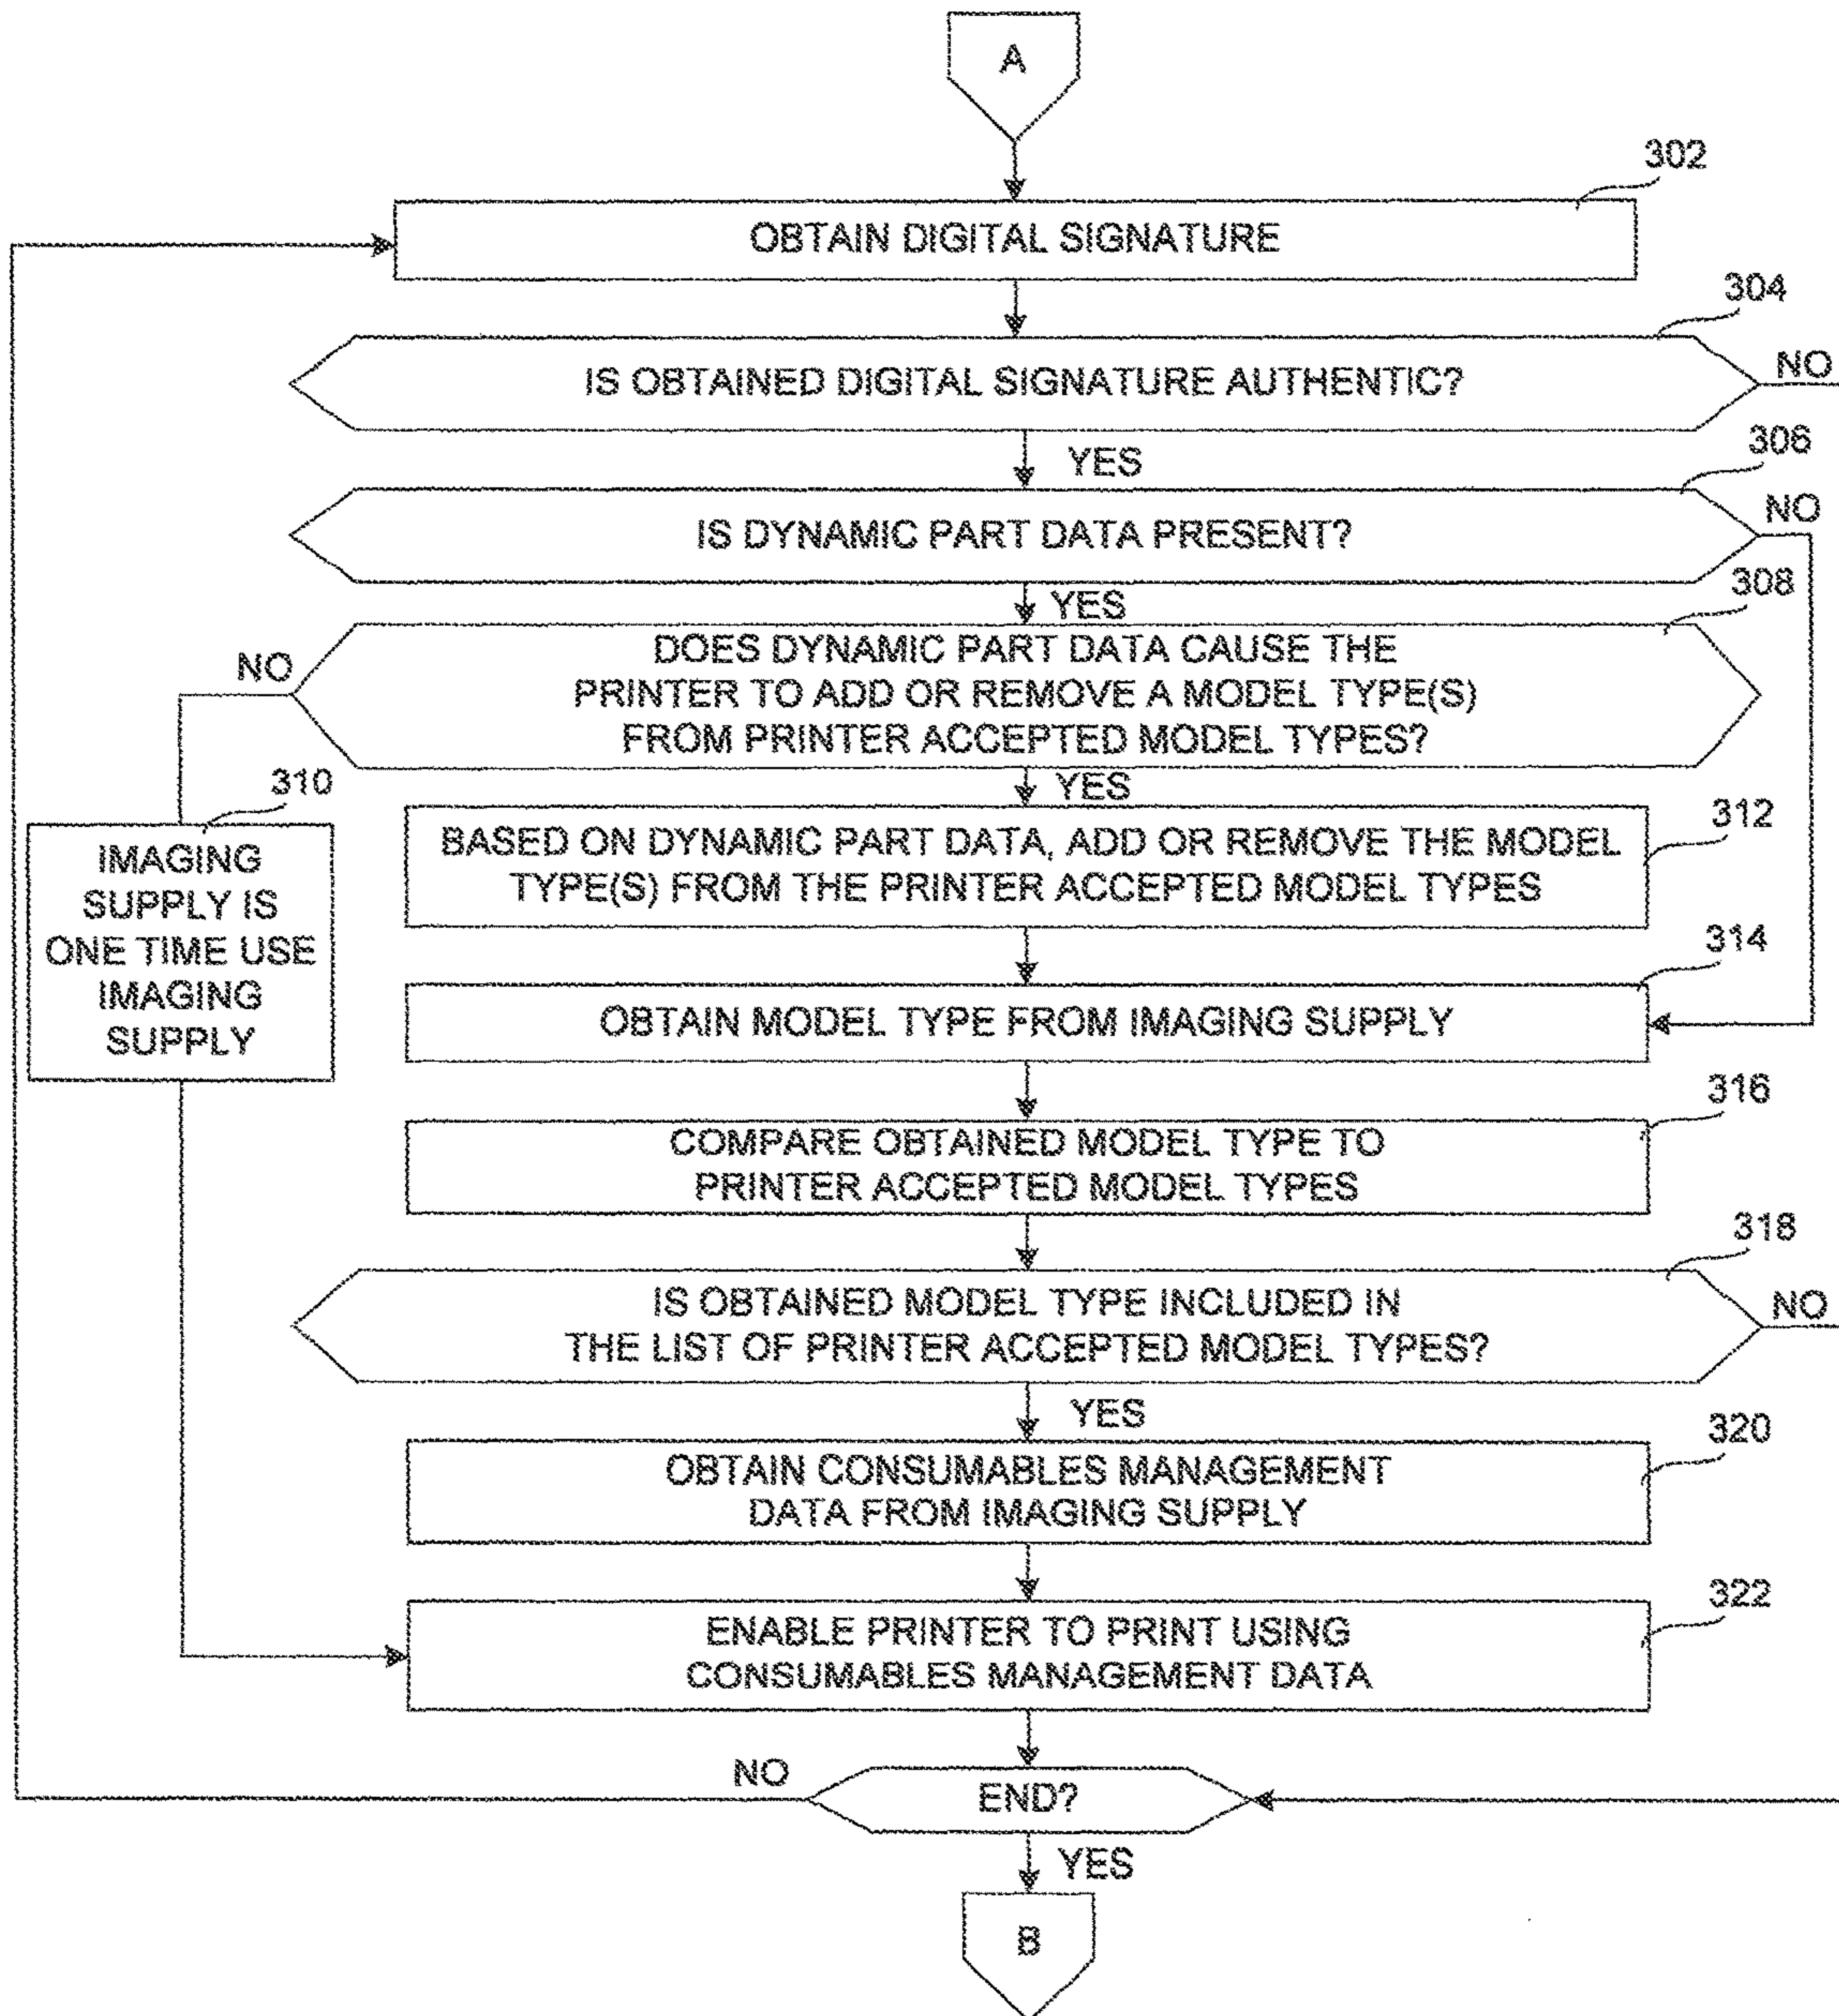 A
302
OBTAIN DIGITAL SIGNATURE
304
IS OBTAINED DIGITAL SIGNATURE AUTHENTIC?
NO
YES
306
IS DYNAMIC PART DATA PRESENT?
NO
YES
308
DOES DYNAMIC PART DATA CAUSE THE
PRINTER TO ADD OR REMOVE A MODEL TYPE(S)
FROM PRINTER ACCEPTED MODEL TYPES?
NO
YES
310
IMAGING
SUPPLY IS
ONE TIME USE
IMAGING
SUPPLY
312
BASED ON DYNAMIC PART DATA, ADD OR REMOVE THE MODEL
TYPE(S) FROM THE PRINTER ACCEPTED MODEL TYPES
314
OBTAIN MODEL TYPE FROM IMAGING SUPPLY
316
COMPARE OBTAINED MODEL TYPE TO
PRINTER ACCEPTED MODEL TYPES
318
IS OBTAINED MODEL TYPE INCLUDED IN
THE LIST OF PRINTER ACCEPTED MODEL TYPES?
NO
YES
320
OBTAIN CONSUMABLES MANAGEMENT
DATA FROM IMAGING SUPPLY
322
ENABLE PRINTER TO PRINT USING
CONSUMABLES MANAGEMENT DATA
NO
END?
YES
B